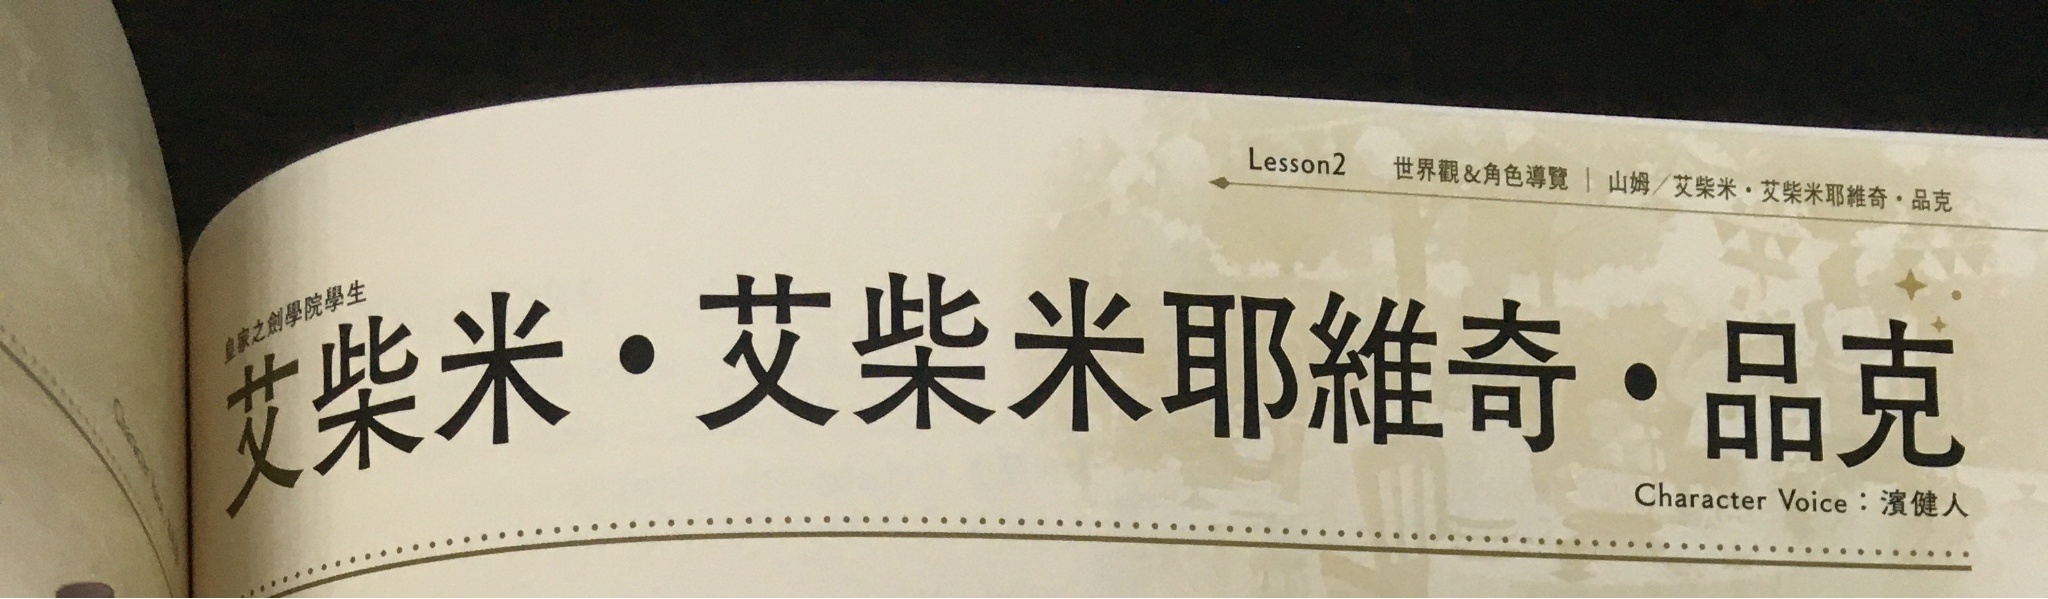 Lesson2 世界觀&角色導覽｜山姆／艾柴米・艾柴米耶維奇・品克
皇家之劍學院學生
艾柴米・艾柴米耶維奇・品克
Character Voice：濱健人